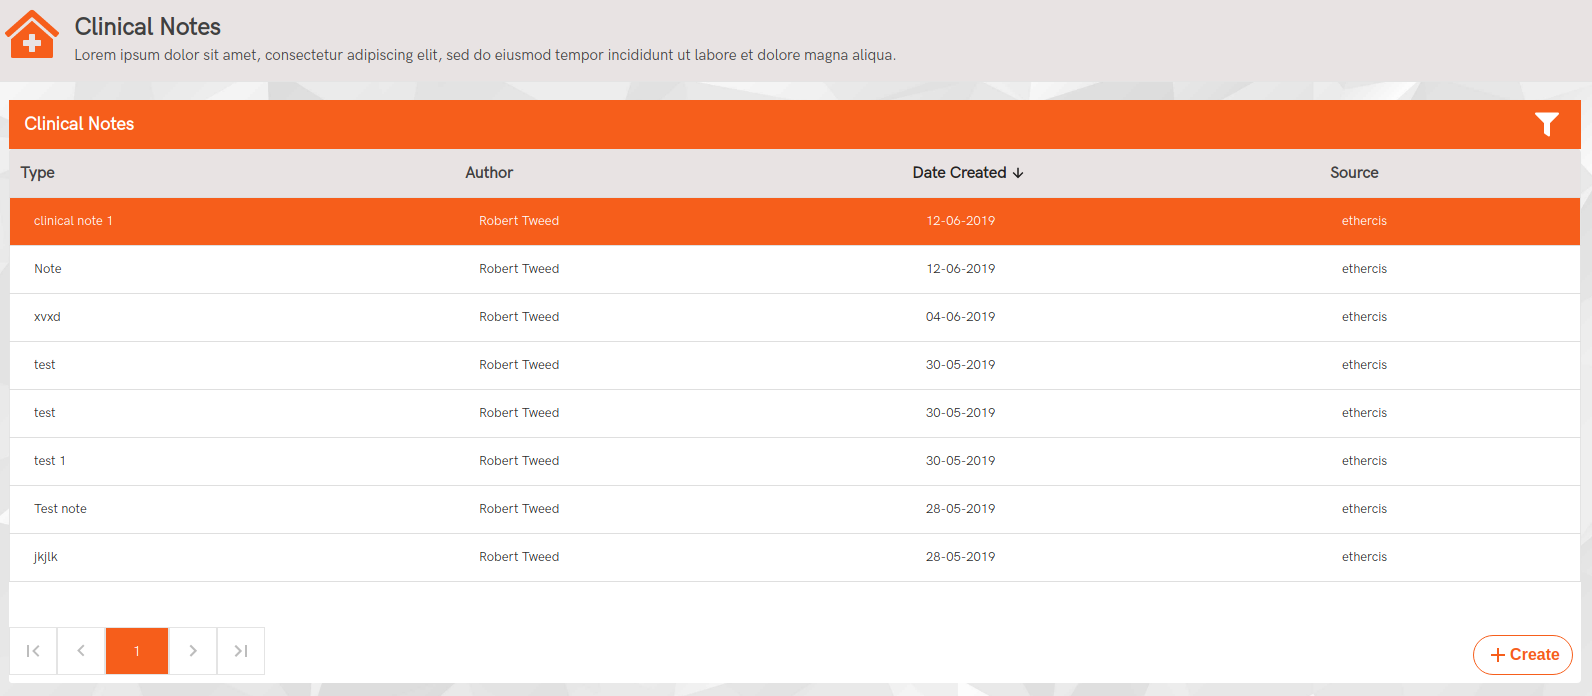 Clinical Notes
Lorem ipsum dolor sit amet, consectetur adipiscing elit, sed do eiusmod tempor incididunt ut labore et dolore magna aliqua.
Clinical Notes
Type Author Date Created Source
clinical note 1 Robert Tweed 12-06-2019 ethercis
Note Robert Tweed 12-06-2019 ethercis
xvxd Robert Tweed 04-06-2019 ethercis
test Robert Tweed 30-05-2019 ethercis
test Robert Tweed 30-05-2019 ethercis
test 1 Robert Tweed 30-05-2019 ethercis
Test note Robert Tweed 28-05-2019 ethercis
jkjlk Robert Tweed 28-05-2019 ethercis
1
Create